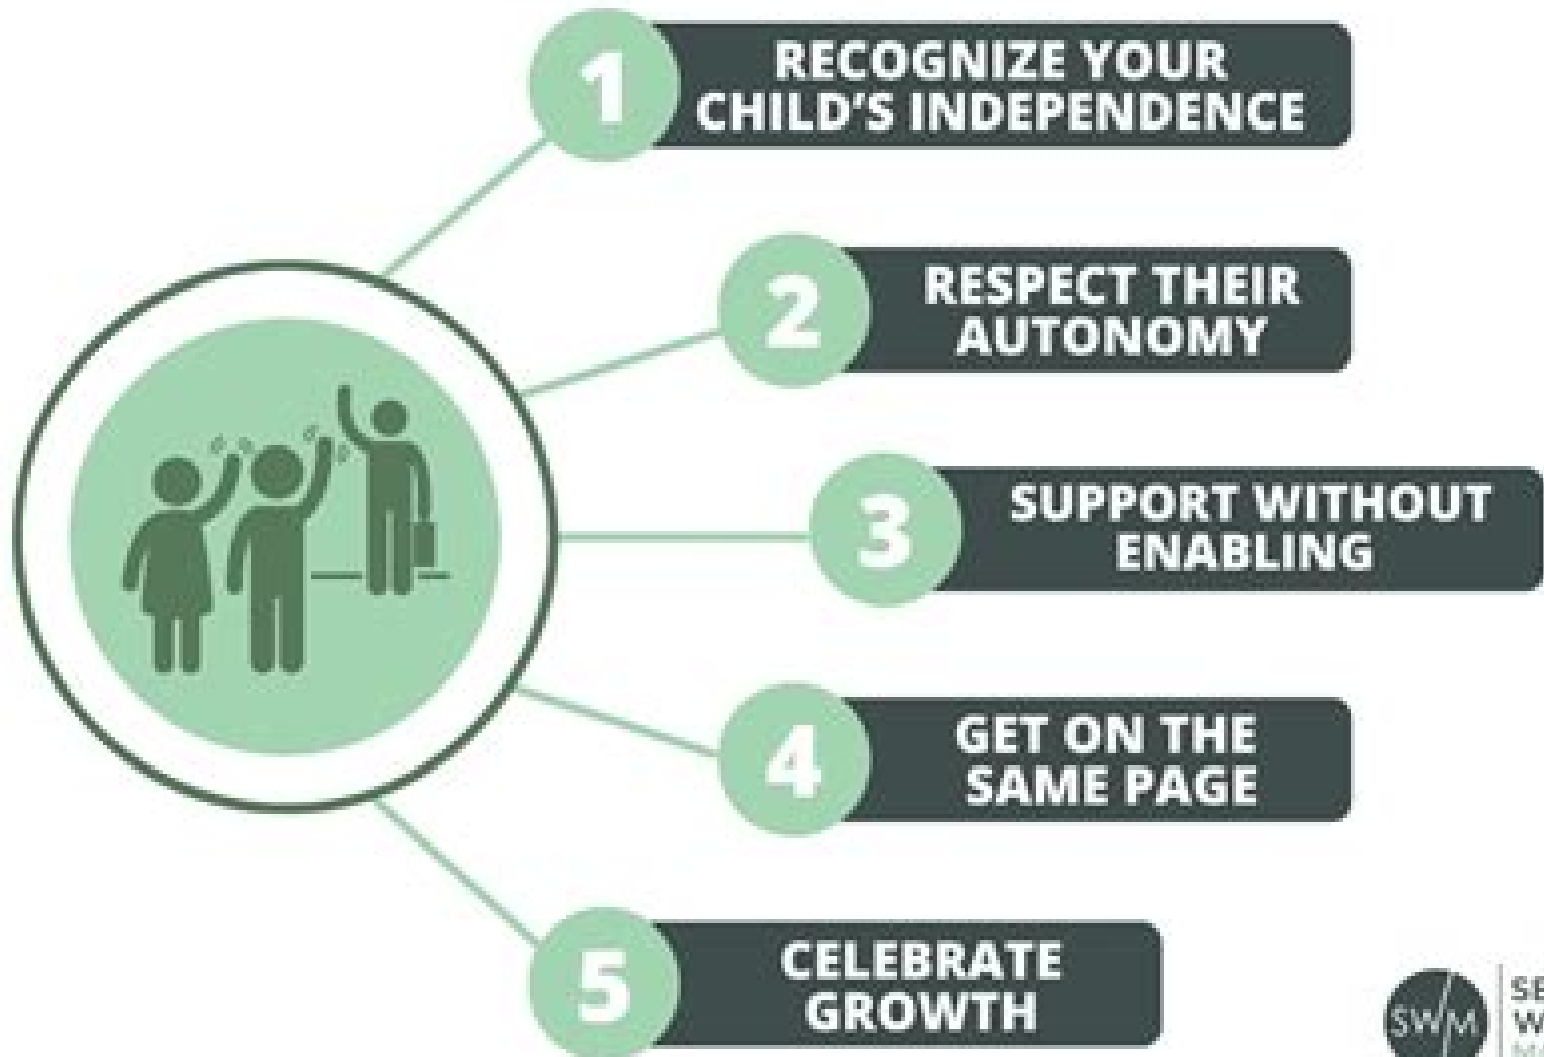 1
RECOGNIZE YOUR
CHILD'S INDEPENDENCE
2
RESPECT THEIR
AUTONOMY
3
SUPPORT WITHOUT
ENABLING
4
GET ON THE
SAME PAGE
5
CELEBRATE
GROWTH
SWM